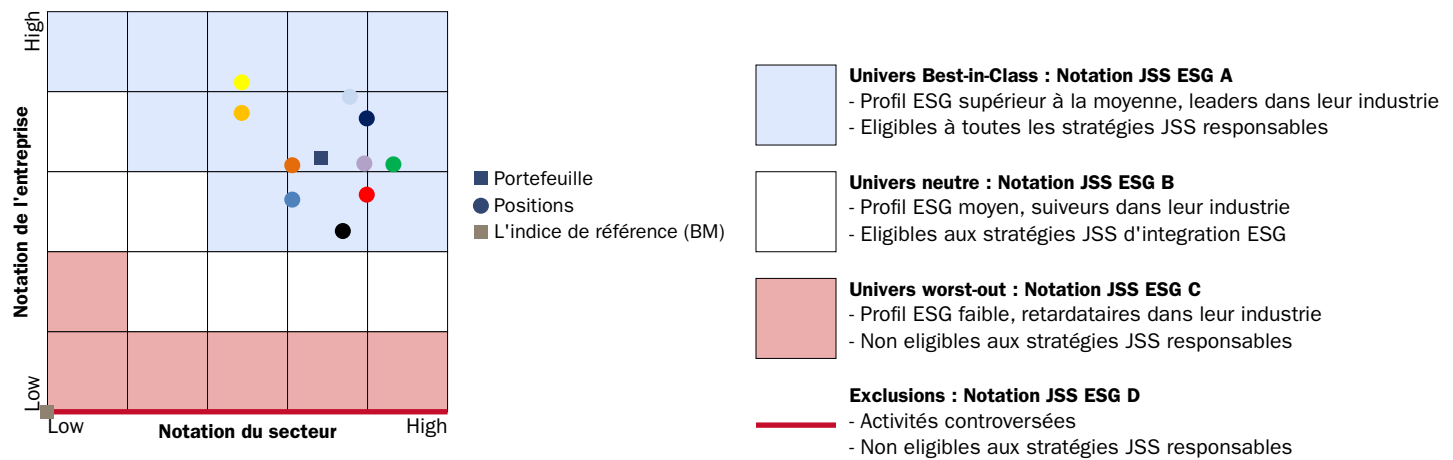 High
Notation de l'entreprise
Low
Low
Notation du secteur
High
Portefeuille
Positions
L'indice de référence (BM)
Univers Best-in-Class : Notation JSS ESG A
- Profil ESG supérieur à la moyenne, leaders dans leur industrie
- Eligibles à toutes les stratégies JSS responsables
Univers neutre : Notation JSS ESG B
- Profil ESG moyen, suiveurs dans leur industrie
- Eligibles aux stratégies JSS d'integration ESG
Univers worst-out : Notation JSS ESG C
- Profil ESG faible, retardataires dans leur industrie
- Non eligibles aux stratégies JSS responsables
Exclusions : Notation JSS ESG D
- Activités controversées
- Non eligibles aux stratégies JSS responsables